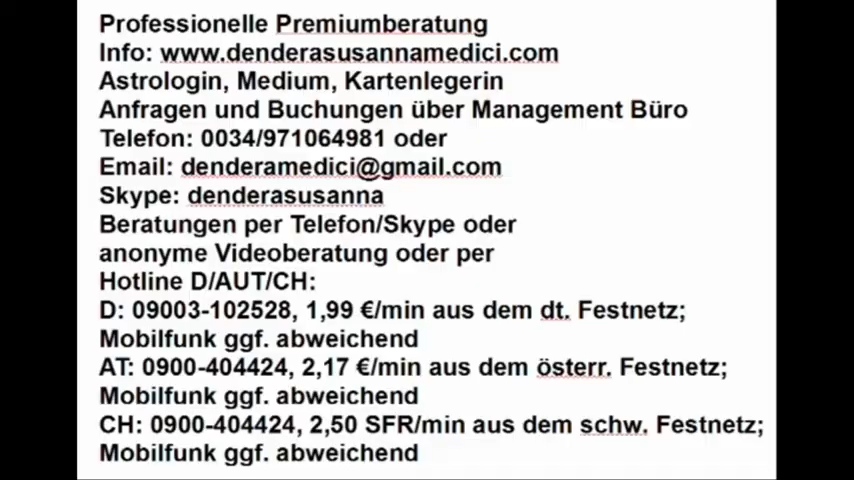 Professionelle Premiumberatung
Info: www.denderasusannamedici.com
Astrologin, Medium, Kartenlegerin
Anfragen und Buchungen über Management Büro
Telefon: 0034/971064981 oder
Email: denderamedici@gmail.com
Skype: denderasusanna
Beratungen per Telefon/Skype oder
anonyme Videoberatung oder per
Hotline D/AUT/CH:
D: 09003-102528, 1,99 €/min aus dem dt. Festnetz;
Mobilfunk ggf. abweichend
AT: 0900-404424, 2,17 €/min aus dem österr. Festnetz;
Mobilfunk ggf. abweichend
CH: 0900-404424, 2,50 SFR/min aus dem schw. Festnetz;
Mobilfunk ggf. abweichend